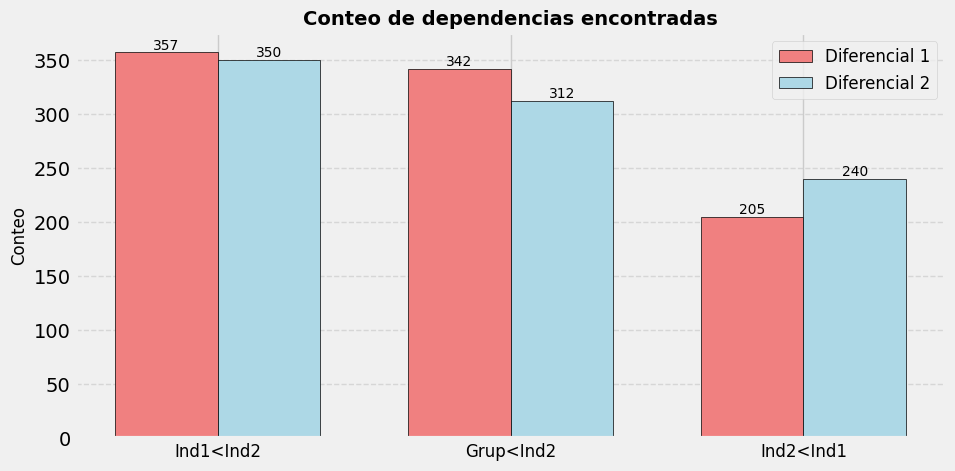 Conteo de dependencias encontradas
Diferencial 1
Diferencial 2
Conteo
350
300
250
200
150
100
50
0
357
350
342
312
205
240
Ind1<Ind2
Grup<Ind2
Ind2<Ind1